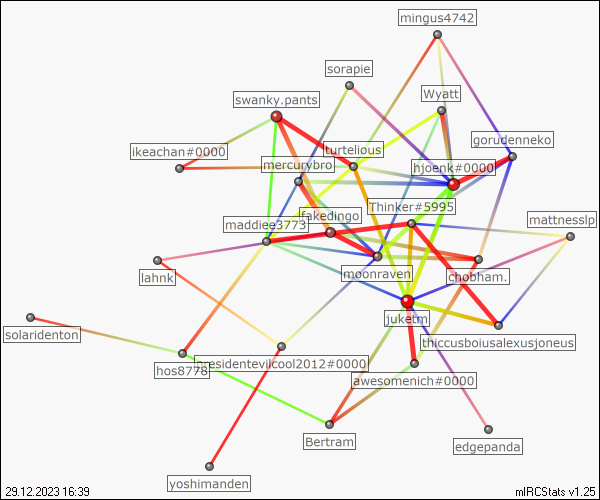 mingus4742
sorapie
swanky.pants
Wyatt
ikeachan#0000
turtelious
gorudenneko
mercurybro
hjoenk#0000
fakedingo
Thinker#5995
maddiee3773
mattnesslp
lahnk
moonraven
chobham.
juketm
solaridenton
thiccusboiusalexusjoneus
hos8778
presidentevilcool2012#0000
awesomenich#0000
Bertram
edgepanda
yoshimanden
29.12.2023 16:39
mIRCStats v1.25